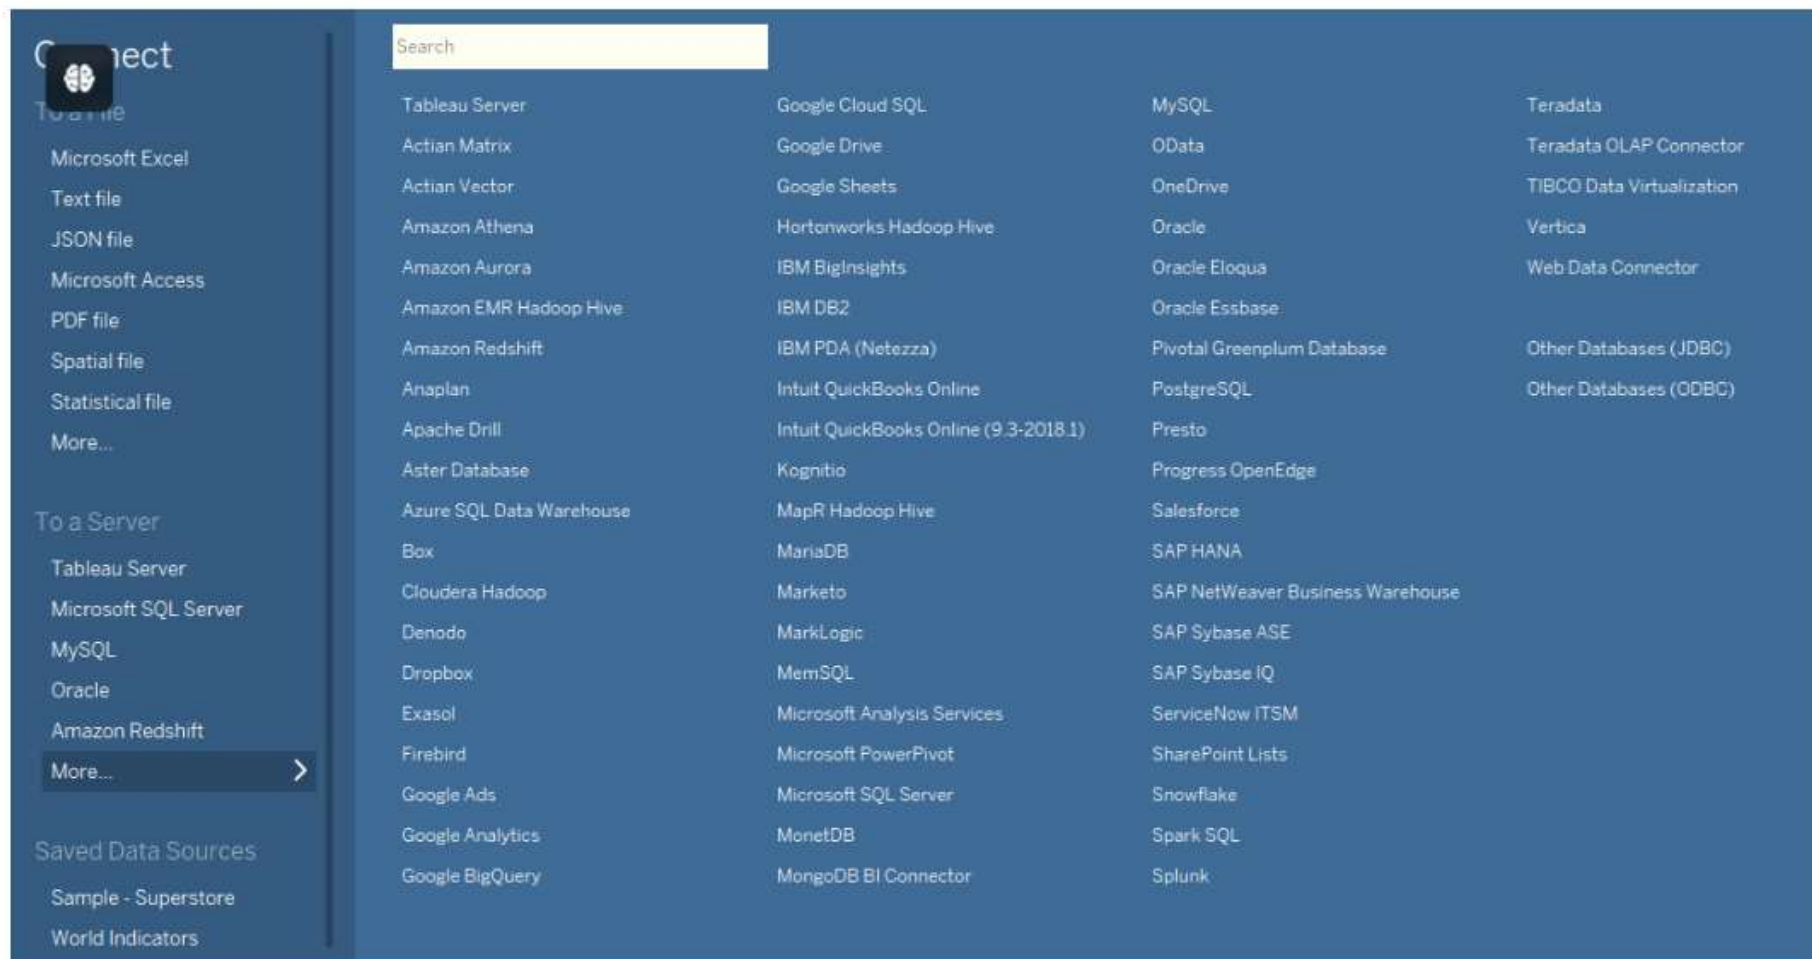 Connect
To a File
Microsoft Excel
Text file
JSON file
Microsoft Access
PDF file
Spatial file
Statistical file
More...
To a Server
Tableau Server
Microsoft SQL Server
MySQL
Oracle
Amazon Redshift
More...
Saved Data Sources
Sample - Superstore
World Indicators
Search
Tableau Server
Actian Matrix
Actian Vector
Amazon Athena
Amazon Aurora
Amazon EMR Hadoop Hive
Amazon Redshift
Anaplan
Apache Drill
Aster Database
Azure SQL Data Warehouse
Box
Cloudera Hadoop
Denodo
Dropbox
Exasol
Firebird
Google Ads
Google Analytics
Google BigQuery
Google Cloud SQL
Google Drive
Google Sheets
Hortonworks Hadoop Hive
IBM BigInsights
IBM DB2
IBM PDA (Netezza)
Intuit QuickBooks Online
Intuit QuickBooks Online (9.3-2018.1)
Kognitio
MapR Hadoop Hive
MariaDB
Marketo
MarkLogic
MemSQL
Microsoft Analysis Services
Microsoft PowerPivot
Microsoft SQL Server
MonetDB
MongoDB BI Connector
MySQL
OData
OneDrive
Oracle
Oracle Eloqua
Oracle Essbase
Pivotal Greenplum Database
PostgreSQL
Presto
Progress OpenEdge
Salesforce
SAP HANA
SAP NetWeaver Business Warehouse
SAP Sybase ASE
SAP Sybase IQ
ServiceNow ITSM
SharePoint Lists
Snowflake
Spark SQL
Splunk
Teradata
Teradata OLAP Connector
TIBCO Data Virtualization
Vertica
Web Data Connector
Other Databases (JDBC)
Other Databases (ODBC)